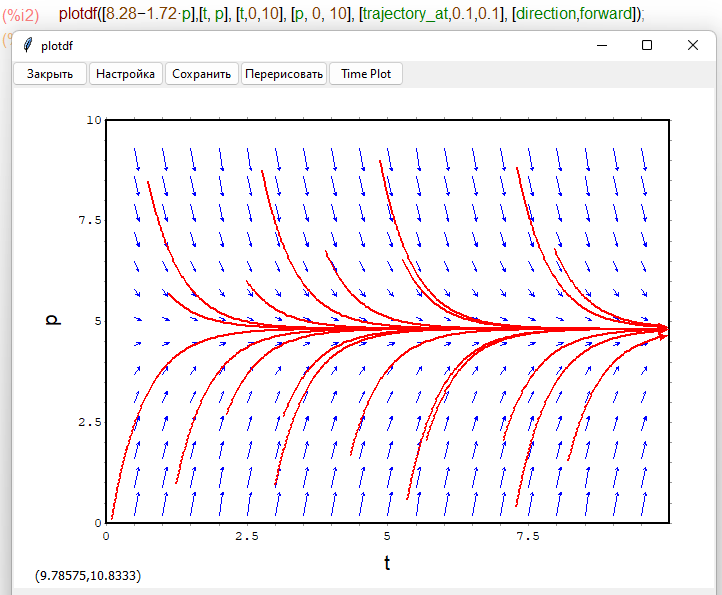 (%i2) plotdf([8.28−1.72·p],[t, p], [t,0,10], [p, 0, 10], [trajectory_at,0.1,0.1], [direction,forward]);
plotdf
Закрыть Настройка Сохранить Перерисовать Time Plot
10
7.5
p
5
2.5
0
0 2.5 5 7.5
t
(9.78575,10.8333)